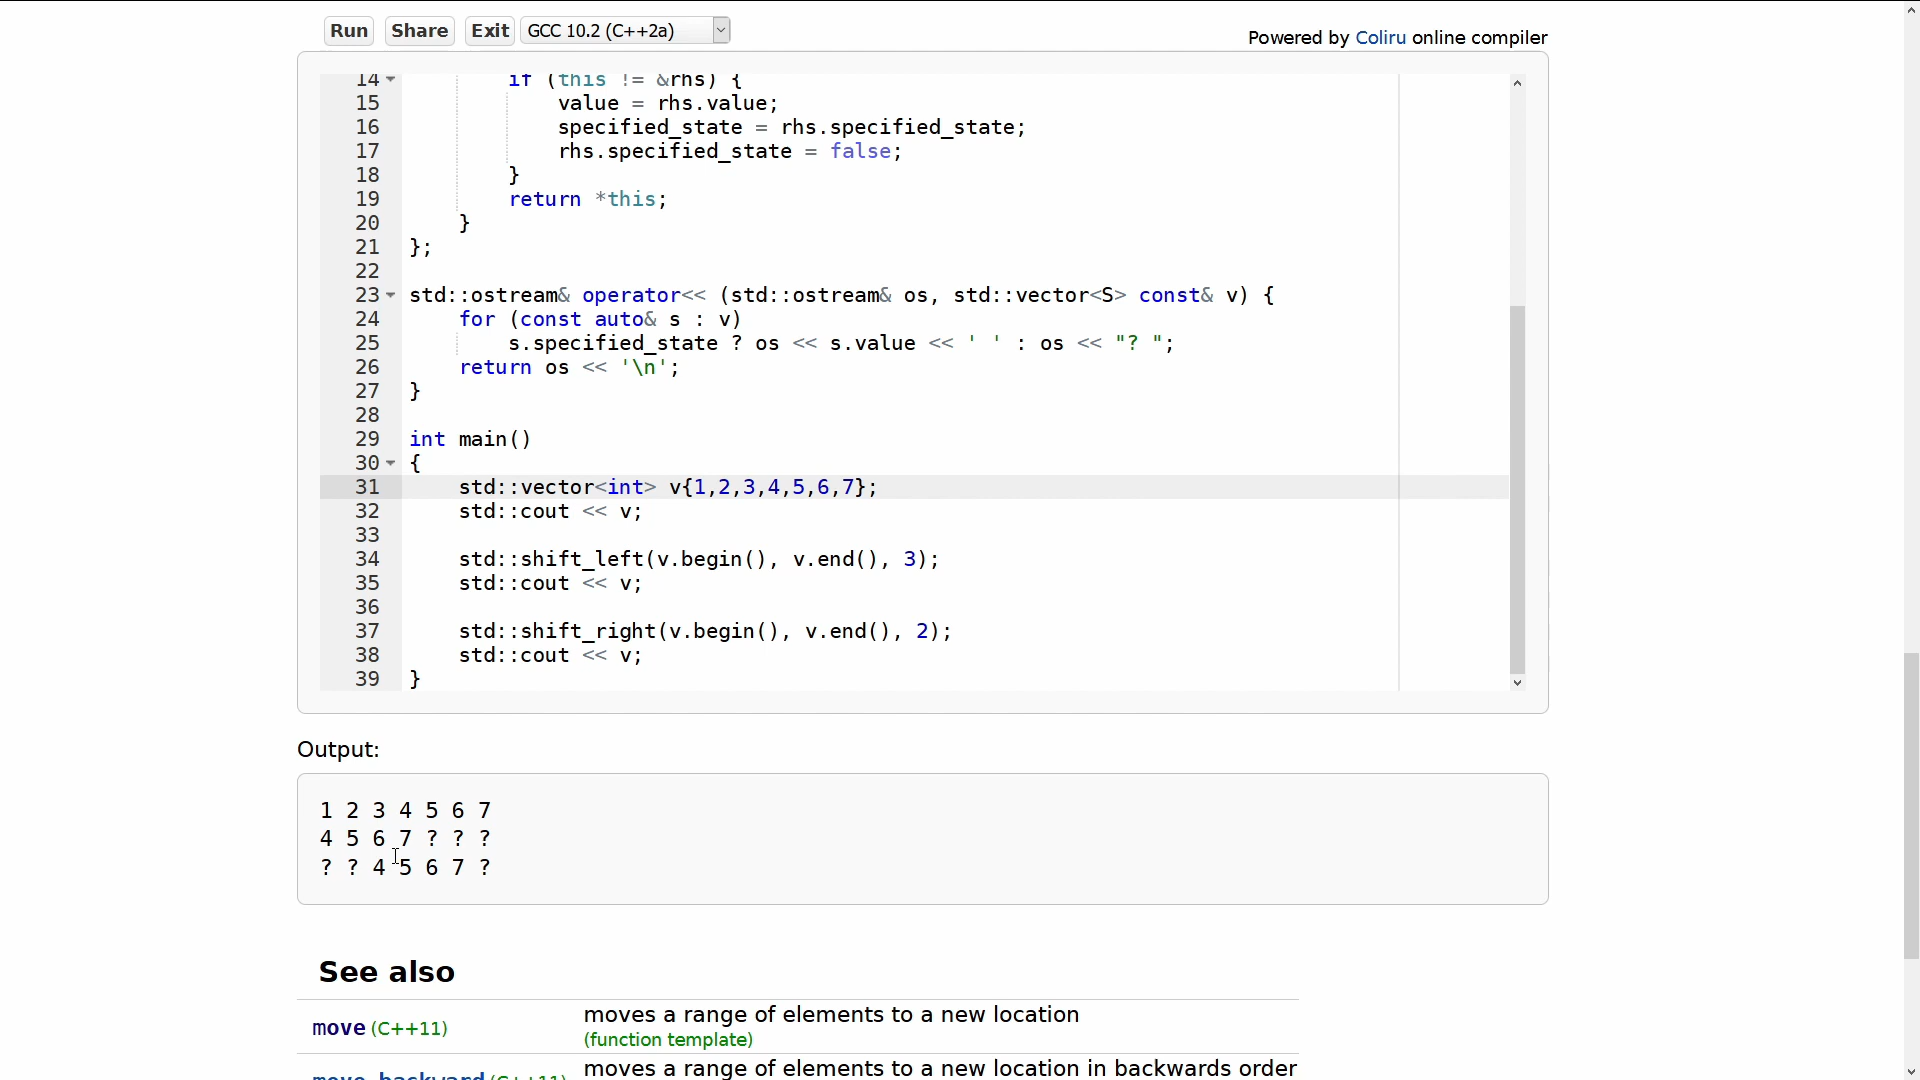 Run Share Exit GCC 10.2 (C++2a)
Powered by Coliru online compiler
14 if (this != &rhs) {
15 value = rhs.value;
16 specified_state = rhs.specified_state;
17 rhs.specified_state = false;
18 }
19 return *this;
20 }
21 };
22
23 std::ostream& operator<< (std::ostream& os, std::vector<S> const& v) {
24 for (const auto& s : v)
25 s.specified_state ? os << s.value << ' ' : os << "? ";
26 return os << '\n';
27 }
28
29 int main()
30 {
31 std::vector<int> v{1,2,3,4,5,6,7};
32 std::cout << v;
33
34 std::shift_left(v.begin(), v.end(), 3);
35 std::cout << v;
36
37 std::shift_right(v.begin(), v.end(), 2);
38 std::cout << v;
39 }
Output:
1 2 3 4 5 6 7
4 5 6 7 ? ? ?
? ? 4 5 6 7 ?
See also
move (C++11) moves a range of elements to a new location
(function template)
move_backward (C++11) moves a range of elements to a new location in backwards order